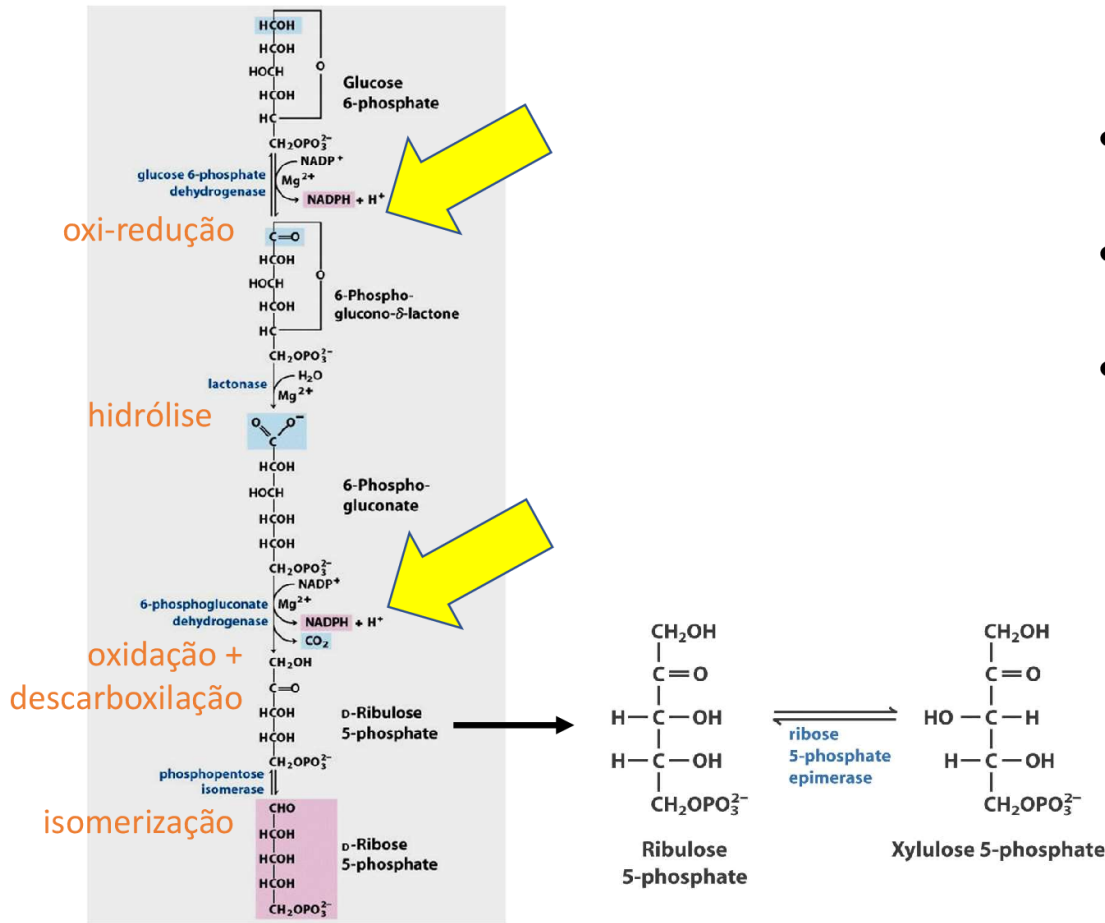 HCOH
HCOH
HOCH
O
HCOH
HC
CH₂OPO₃²⁻
Glucose
6-phosphate
glucose 6-phosphate
dehydrogenase
NADP⁺
Mg²⁺
NADPH + H⁺
oxi-redução
C=O
HCOH
HOCH
O
HCOH
HC
CH₂OPO₃²⁻
6-Phospho-
glucono-δ-lactone
lactonase
H₂O
Mg²⁺
hidrólise
O O⁻
C
HCOH
HOCH
HCOH
HCOH
CH₂OPO₃²⁻
6-Phospho-
gluconate
6-phosphogluconate
dehydrogenase
NADP⁺
Mg²⁺
NADPH + H⁺
CO₂
oxidação +
descarboxilação
CH₂OH
C=O
HCOH
HCOH
CH₂OPO₃²⁻
D-Ribulose
5-phosphate
phosphopentose
isomerase
isomerização
CHO
HCOH
HCOH
HCOH
CH₂OPO₃²⁻
D-Ribose
5-phosphate
CH₂OH
C=O
H—C—OH
H—C—OH
CH₂OPO₃²⁻
Ribulose
5-phosphate
ribose
5-phosphate
epimerase
CH₂OH
C=O
HO—C—H
H—C—OH
CH₂OPO₃²⁻
Xylulose 5-phosphate
•
•
•